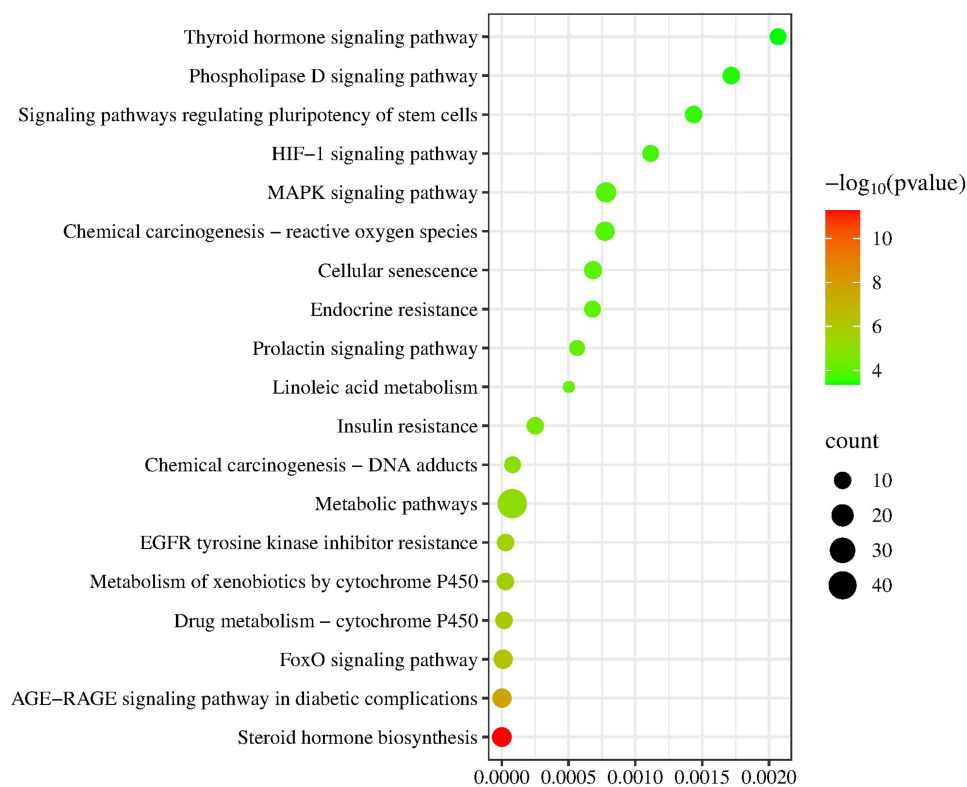 Thyroid hormone signaling pathway
Phospholipase D signaling pathway
Signaling pathways regulating pluripotency of stem cells
HIF−1 signaling pathway
MAPK signaling pathway
Chemical carcinogenesis − reactive oxygen species
Cellular senescence
Endocrine resistance
Prolactin signaling pathway
Linoleic acid metabolism
Insulin resistance
Chemical carcinogenesis − DNA adducts
Metabolic pathways
EGFR tyrosine kinase inhibitor resistance
Metabolism of xenobiotics by cytochrome P450
Drug metabolism − cytochrome P450
FoxO signaling pathway
AGE−RAGE signaling pathway in diabetic complications
Steroid hormone biosynthesis
0.0000 0.0005 0.0010 0.0015 0.0020
−log₁₀(pvalue)
10
8
6
4
count
10
20
30
40